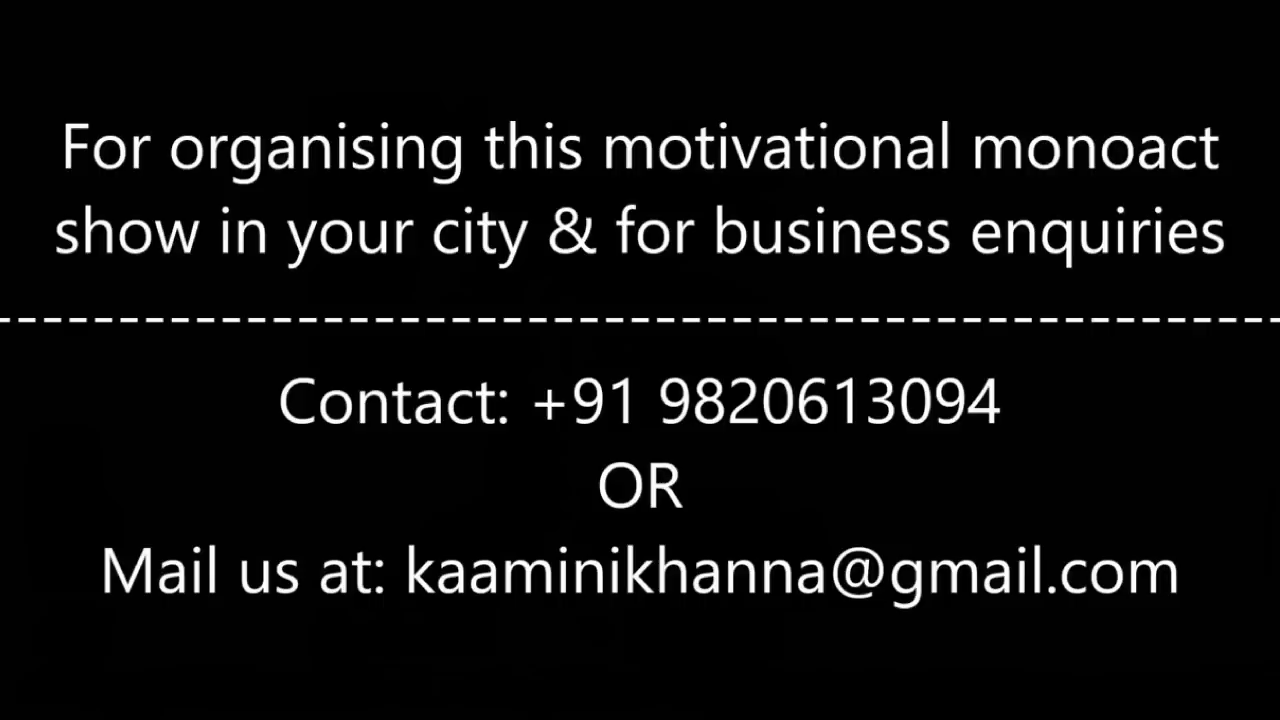 For organising this motivational monoact
show in your city & for business enquiries
--------------------------------------------------
Contact: +91 9820613094
OR
Mail us at: kaaminikhanna@gmail.com